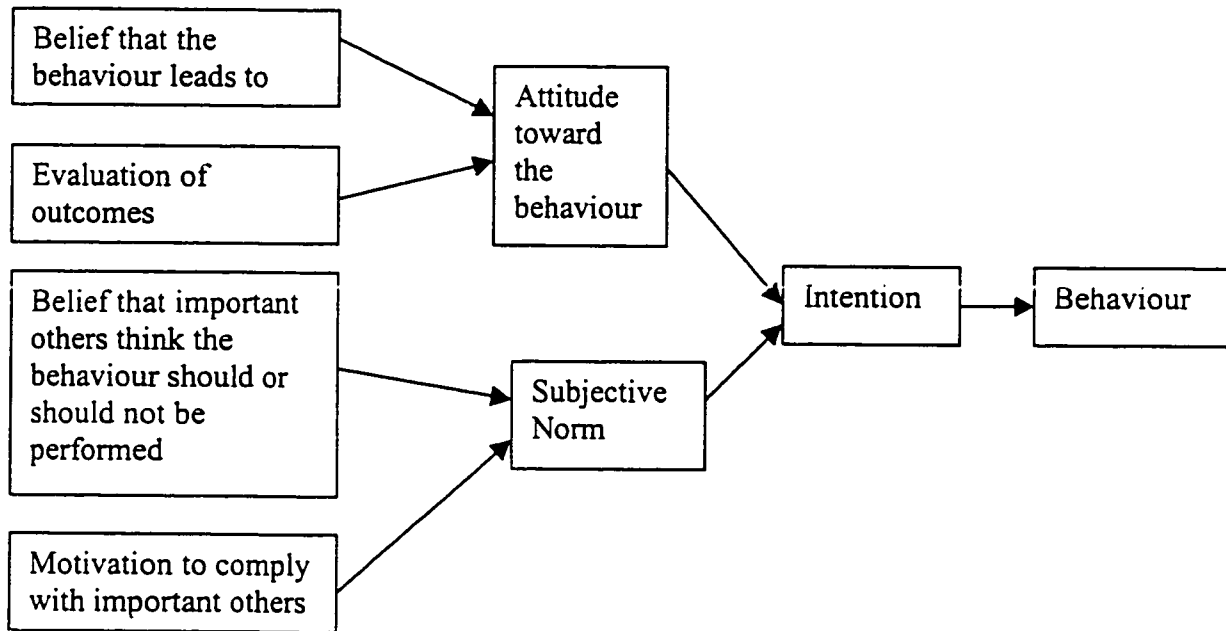 Belief that the
behaviour leads to
Evaluation of
outcomes
Belief that important
others think the
behaviour should or
should not be
performed
Motivation to comply
with important others
Attitude
toward
the
behaviour
Subjective
Norm
Intention
Behaviour